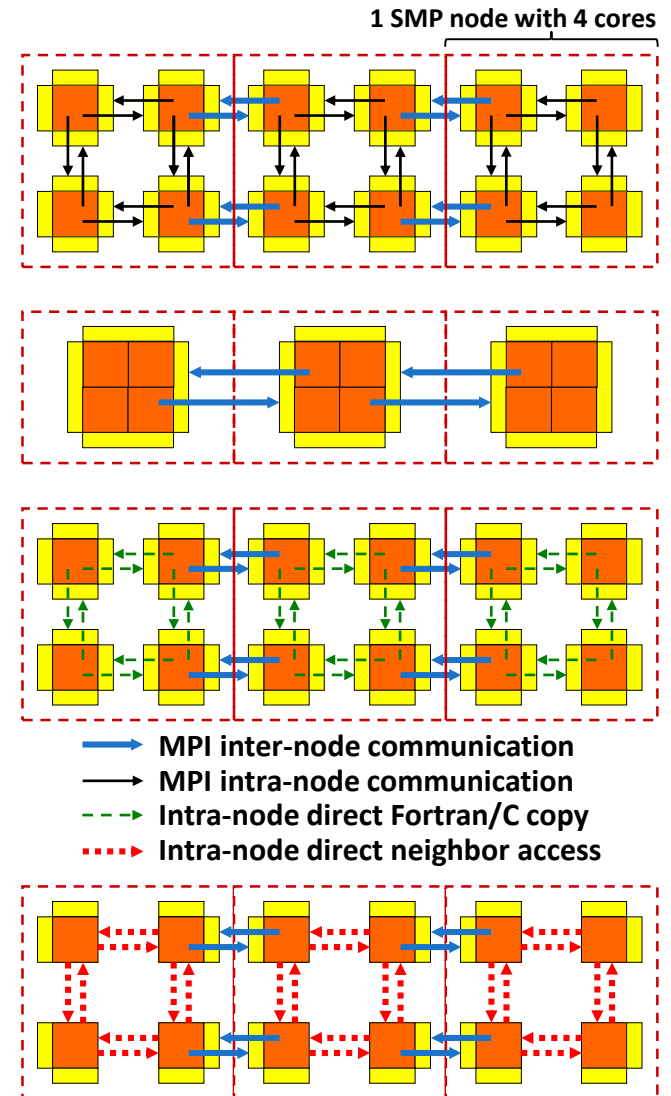 1 SMP node with 4 cores
MPI inter-node communication
MPI intra-node communication
Intra-node direct Fortran/C copy
Intra-node direct neighbor access